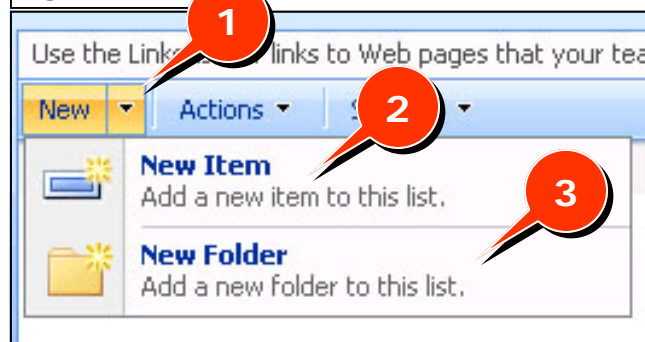 1
Use the Link links to Web pages that your tea
New Actions S
2
New Item
Add a new item to this list.
3
New Folder
Add a new folder to this list.